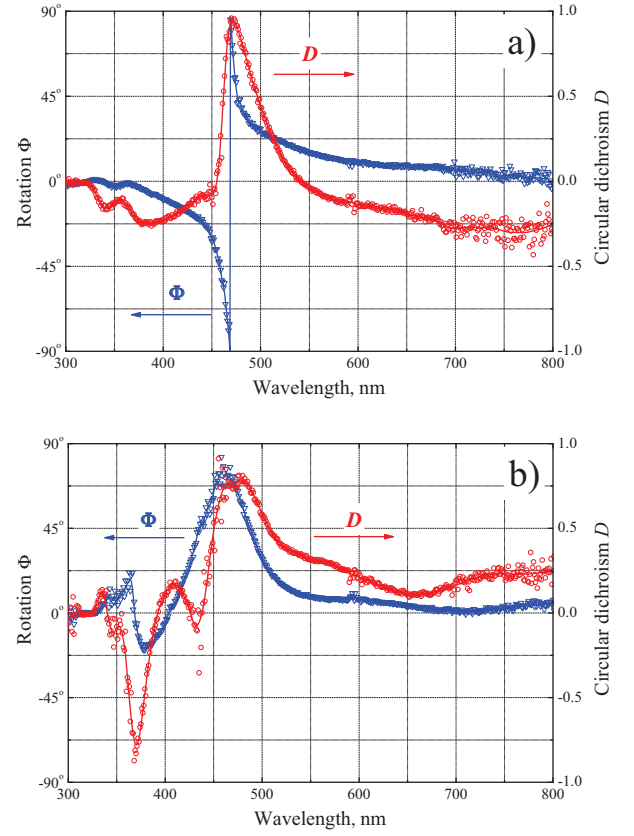 a)
90°
45°
0°
-45°
-90°
Rotation Φ
1.0
0.5
0.0
-0.5
-1.0
Circular dichroism D
D
Φ
300 400 500 600 700 800
Wavelength, nm
b)
90°
45°
0°
-45°
-90°
Rotation Φ
1.0
0.5
0.0
-0.5
-1.0
Circular dichroism D
Φ
D
300 400 500 600 700 800
Wavelength, nm